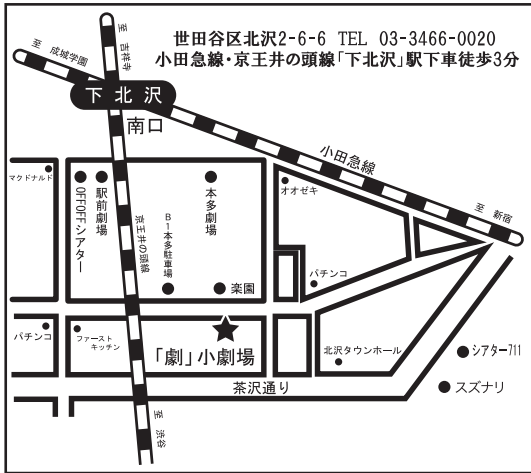 世田谷区北沢2-6-6 TEL 03-3466-0020
小田急線・京王井の頭線「下北沢」駅下車徒歩3分
至 成城学園
至 吉祥寺
下北沢
南口
小田急線
至 新宿
マクドナルド
OFFOFFシアター
駅前劇場
京王井の頭線
B1本多駐車場
本多劇場
楽園
オオゼキ
パチンコ
パチンコ
ファースト
キッチン
「劇」小劇場
北沢タウンホール
シアター711
スズナリ
茶沢通り
至 渋谷